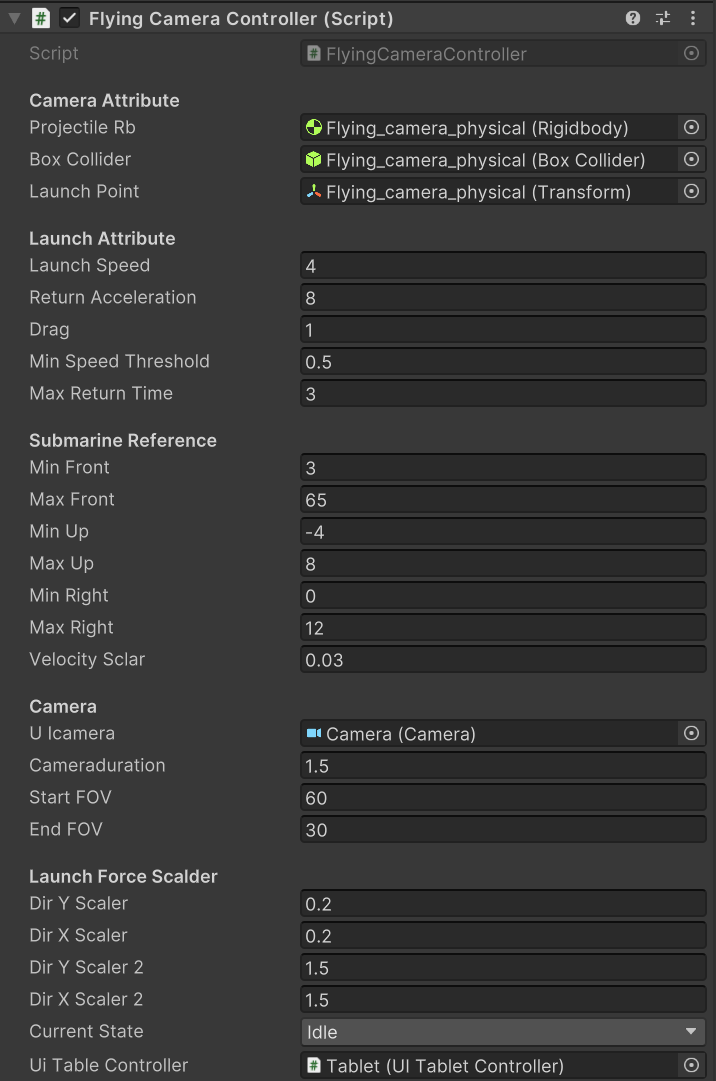 Flying Camera Controller (Script)
Script FlyingCameraController
Camera Attribute
Projectile Rb Flying_camera_physical (Rigidbody)
Box Collider Flying_camera_physical (Box Collider)
Launch Point Flying_camera_physical (Transform)
Launch Attribute
Launch Speed 4
Return Acceleration 8
Drag 1
Min Speed Threshold 0.5
Max Return Time 3
Submarine Reference
Min Front 3
Max Front 65
Min Up -4
Max Up 8
Min Right 0
Max Right 12
Velocity Sclar 0.03
Camera
U Icamera Camera (Camera)
Cameraduration 1.5
Start FOV 60
End FOV 30
Launch Force Scalder
Dir Y Scaler 0.2
Dir X Scaler 0.2
Dir Y Scaler 2 1.5
Dir X Scaler 2 1.5
Current State Idle
Ui Table Controller Tablet (UI Tablet Controller)